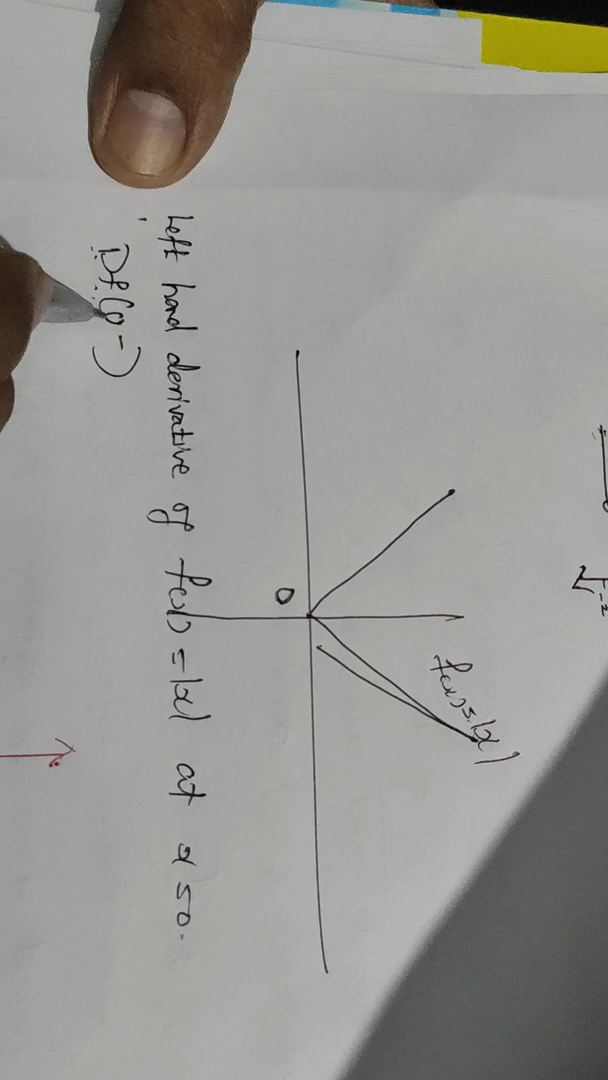 f(x)=|x|
0
Left hand derivative of f(x)=|x| at x=0.
Df(0-)